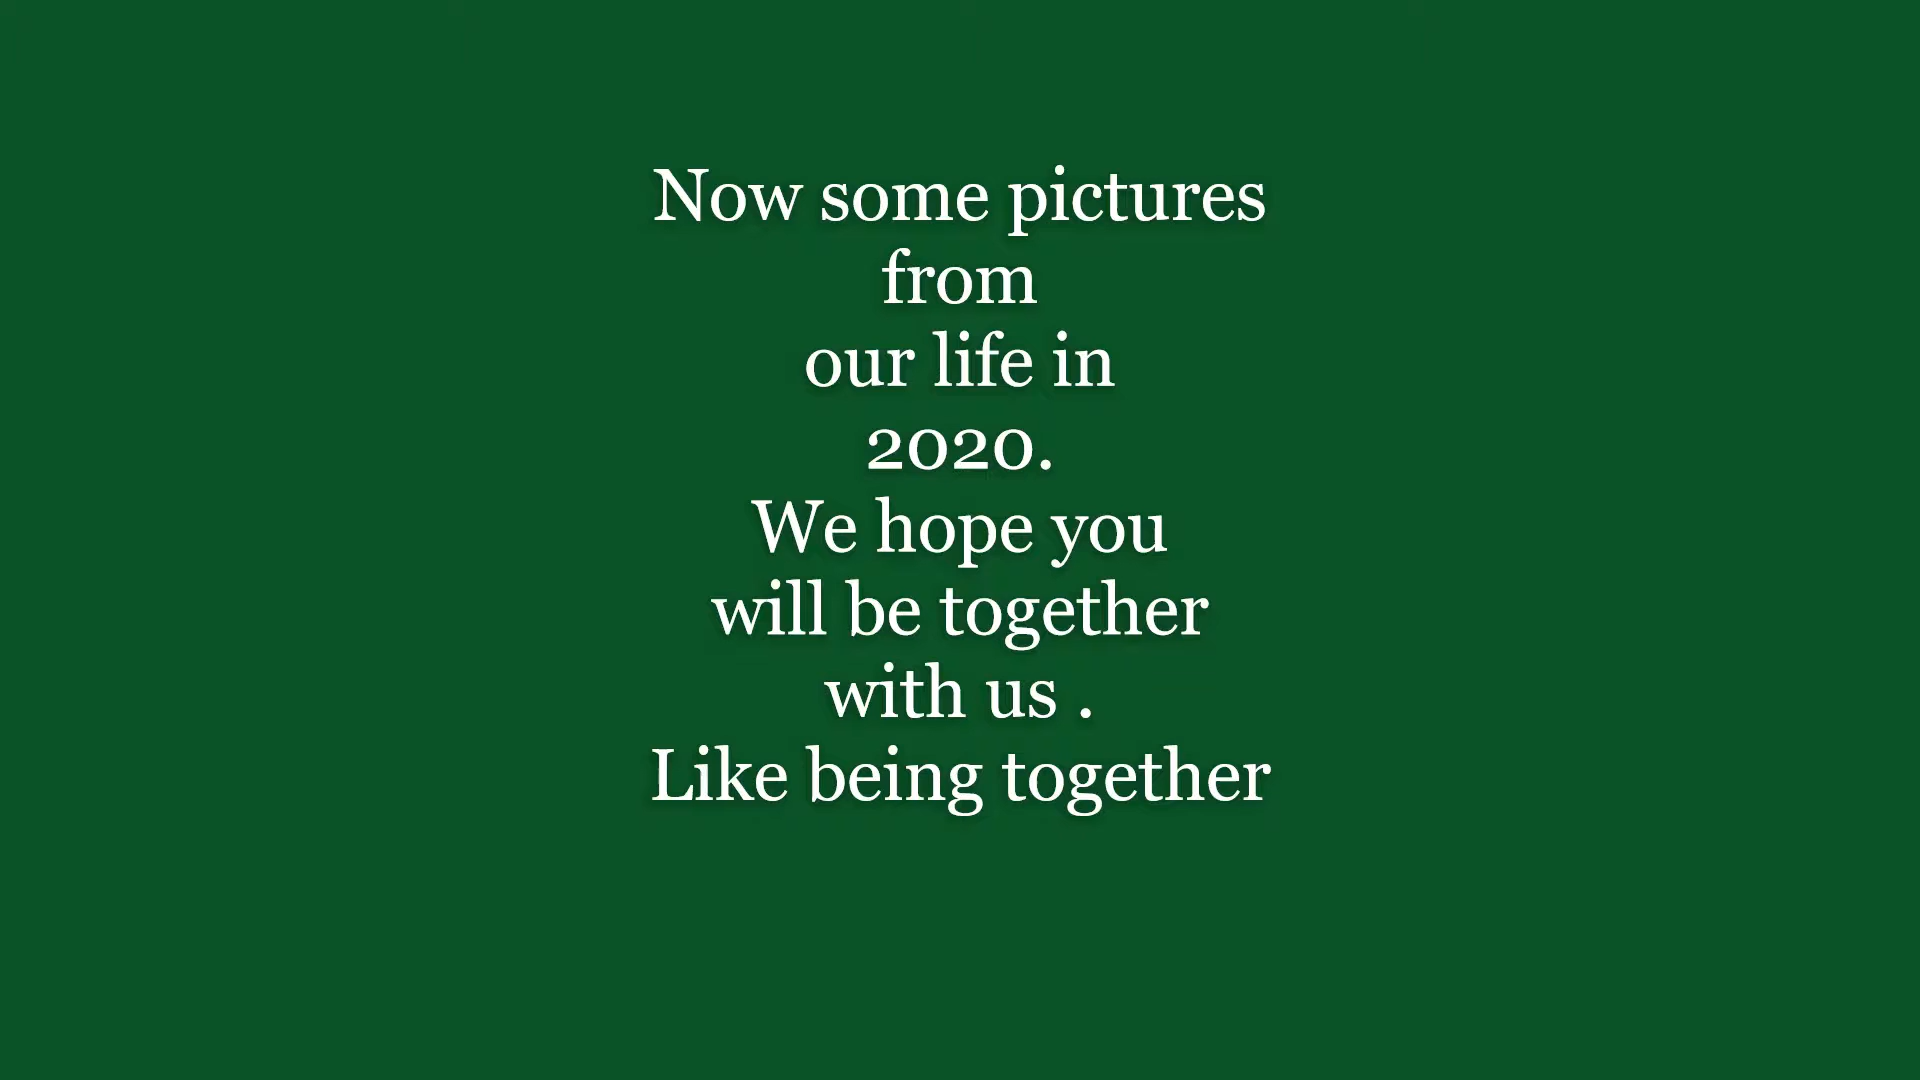 Now some pictures
from
our life in
2020.
We hope you
will be together
with us .
Like being together